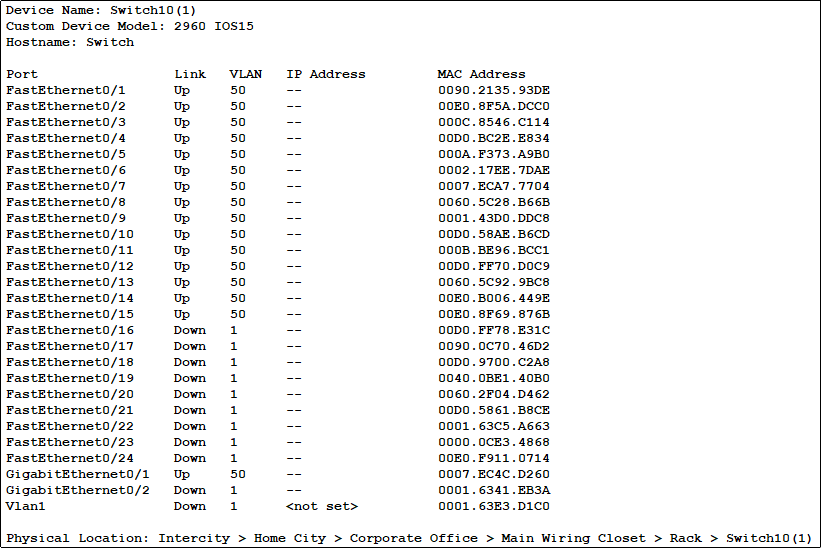 Device Name: Switch10(1)
Custom Device Model: 2960 IOS15
Hostname: Switch
Port Link VLAN IP Address MAC Address
FastEthernet0/1 Up 50 -- 0090.2135.93DE
FastEthernet0/2 Up 50 -- 00E0.8F5A.DCC0
FastEthernet0/3 Up 50 -- 000C.8546.C114
FastEthernet0/4 Up 50 -- 00D0.BC2E.E834
FastEthernet0/5 Up 50 -- 000A.F373.A9B0
FastEthernet0/6 Up 50 -- 0002.17EE.7DAE
FastEthernet0/7 Up 50 -- 0007.ECA7.7704
FastEthernet0/8 Up 50 -- 0060.5C28.B66B
FastEthernet0/9 Up 50 -- 0001.43D0.DDC8
FastEthernet0/10 Up 50 -- 00D0.58AE.B6CD
FastEthernet0/11 Up 50 -- 000B.BE96.BCC1
FastEthernet0/12 Up 50 -- 00D0.FF70.D0C9
FastEthernet0/13 Up 50 -- 0060.5C92.9BC8
FastEthernet0/14 Up 50 -- 00E0.B006.449E
FastEthernet0/15 Up 50 -- 00E0.8F69.876B
FastEthernet0/16 Down 1 -- 00D0.FF78.E31C
FastEthernet0/17 Down 1 -- 0090.0C70.46D2
FastEthernet0/18 Down 1 -- 00D0.9700.C2A8
FastEthernet0/19 Down 1 -- 0040.0BE1.40B0
FastEthernet0/20 Down 1 -- 0060.2F04.D462
FastEthernet0/21 Down 1 -- 00D0.5861.B8CE
FastEthernet0/22 Down 1 -- 0001.63C5.A663
FastEthernet0/23 Down 1 -- 0000.0CE3.4868
FastEthernet0/24 Down 1 -- 00E0.F911.0714
GigabitEthernet0/1 Up 50 -- 0007.EC4C.D260
GigabitEthernet0/2 Down 1 -- 0001.6341.EB3A
Vlan1 Down 1 <not set> 0001.63E3.D1C0
Physical Location: Intercity > Home City > Corporate Office > Main Wiring Closet > Rack > Switch10(1)